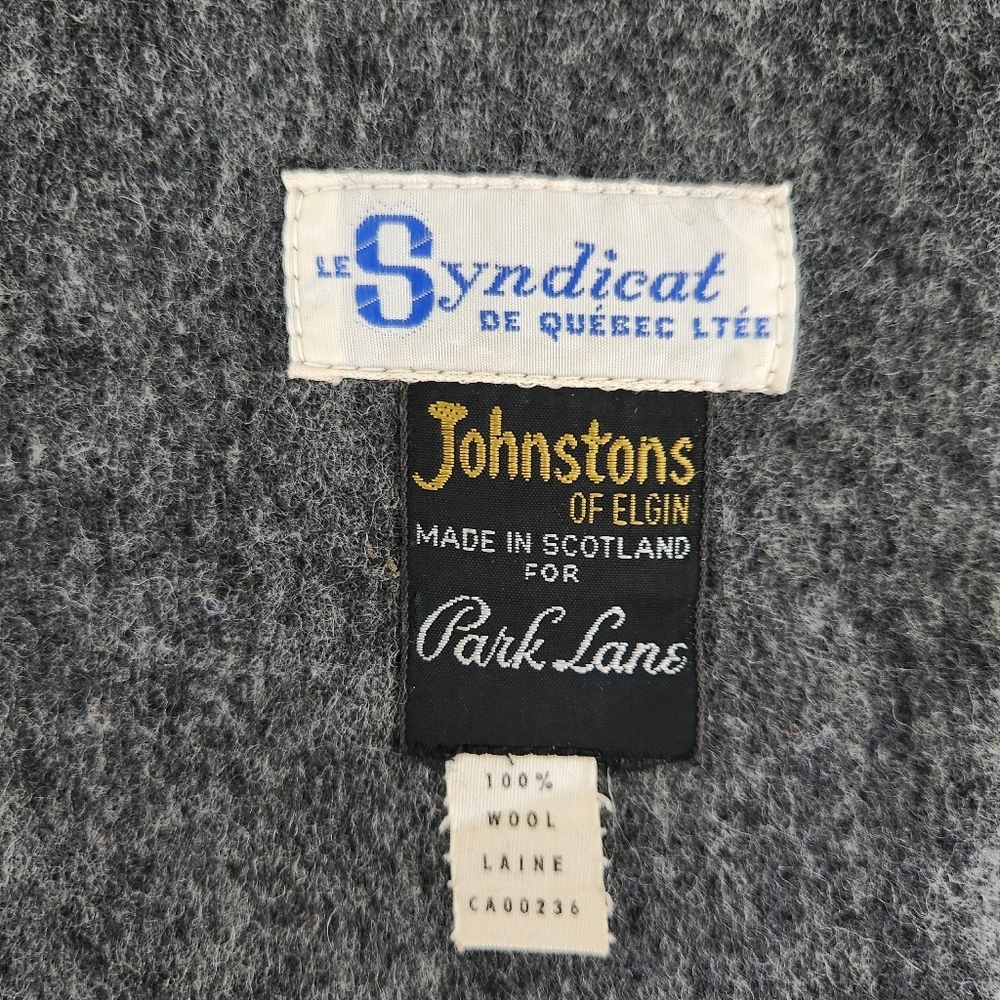 LE Syndicat
DE QUÉBEC LTÉE
Johnstons
OF ELGIN
MADE IN SCOTLAND
FOR
Park Lane
100%
WOOL
LAINE
CA00236